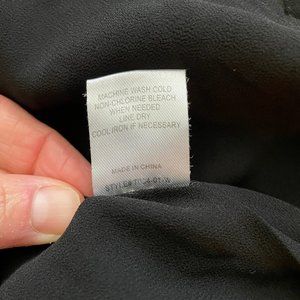 MACHINE WASH COLD
NON-CHLORINE BLEACH
WHEN NEEDED
LINE DRY
COOL IRON IF NECESSARY
MADE IN CHINA
STYLE#